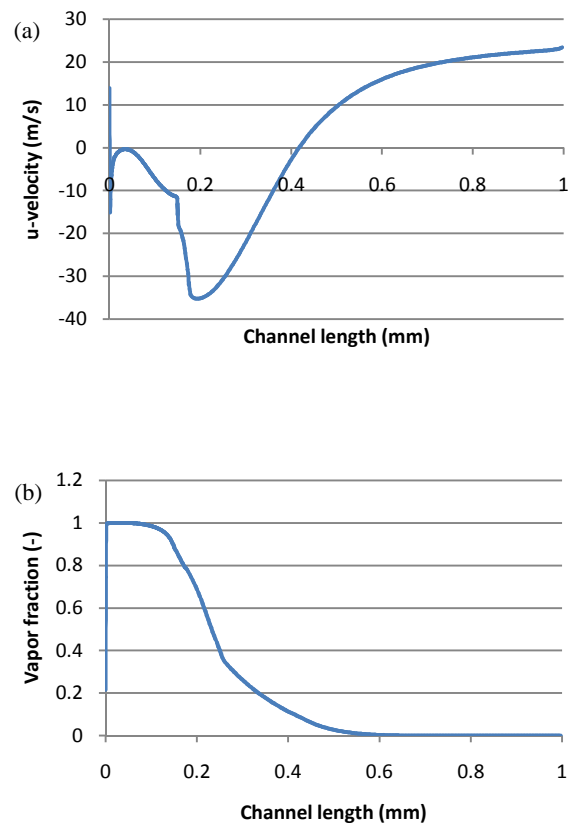 (a)
30
20
10
0
-10
-20
-30
-40
0 0.2 0.4 0.6 0.8 1
u-velocity (m/s)
Channel length (mm)
(b)
1.2
1
0.8
0.6
0.4
0.2
0
0 0.2 0.4 0.6 0.8 1
Vapor fraction (-)
Channel length (mm)